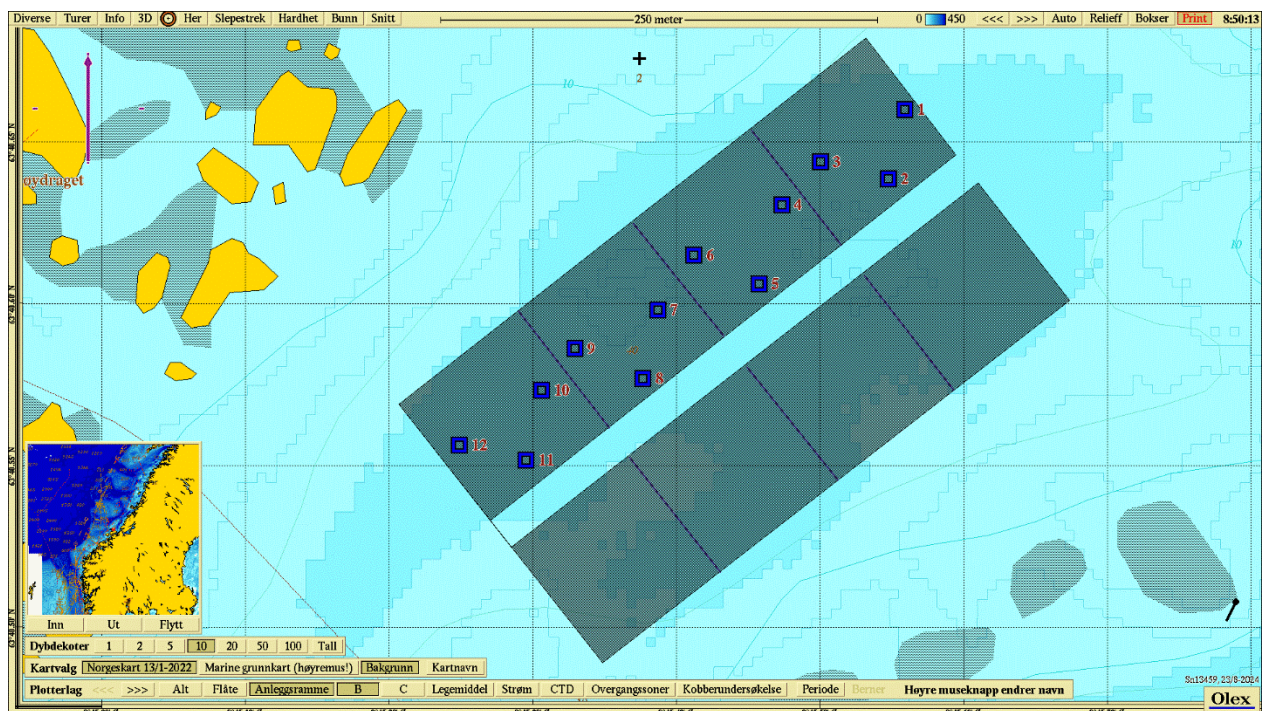 Diverse Turer Info 3D Her Slepestrek Hardhet Bunn Snitt 250 meter 0 450 <<< >>> Auto Relieff Bokser Print 8:50:13
2
10
1
3
2
4
6
5
7
9
8
10
12
11
10
Inn Ut Flytt
Dybdekoter 1 2 5 10 20 50 100 Tall
Kartvalg Norgeskart 13/1-2022 Marine grunnkart (høyremus!) Bakgrunn Kartnavn
Plotterlag <<< >>> Alt Flåte Anleggsramme B C Legemiddel Strøm CTD Overgangssoner Kobberundersøkelse Periode Berner Høyre museknapp endrer navn
Sn13459, 23/8-2024
Olex